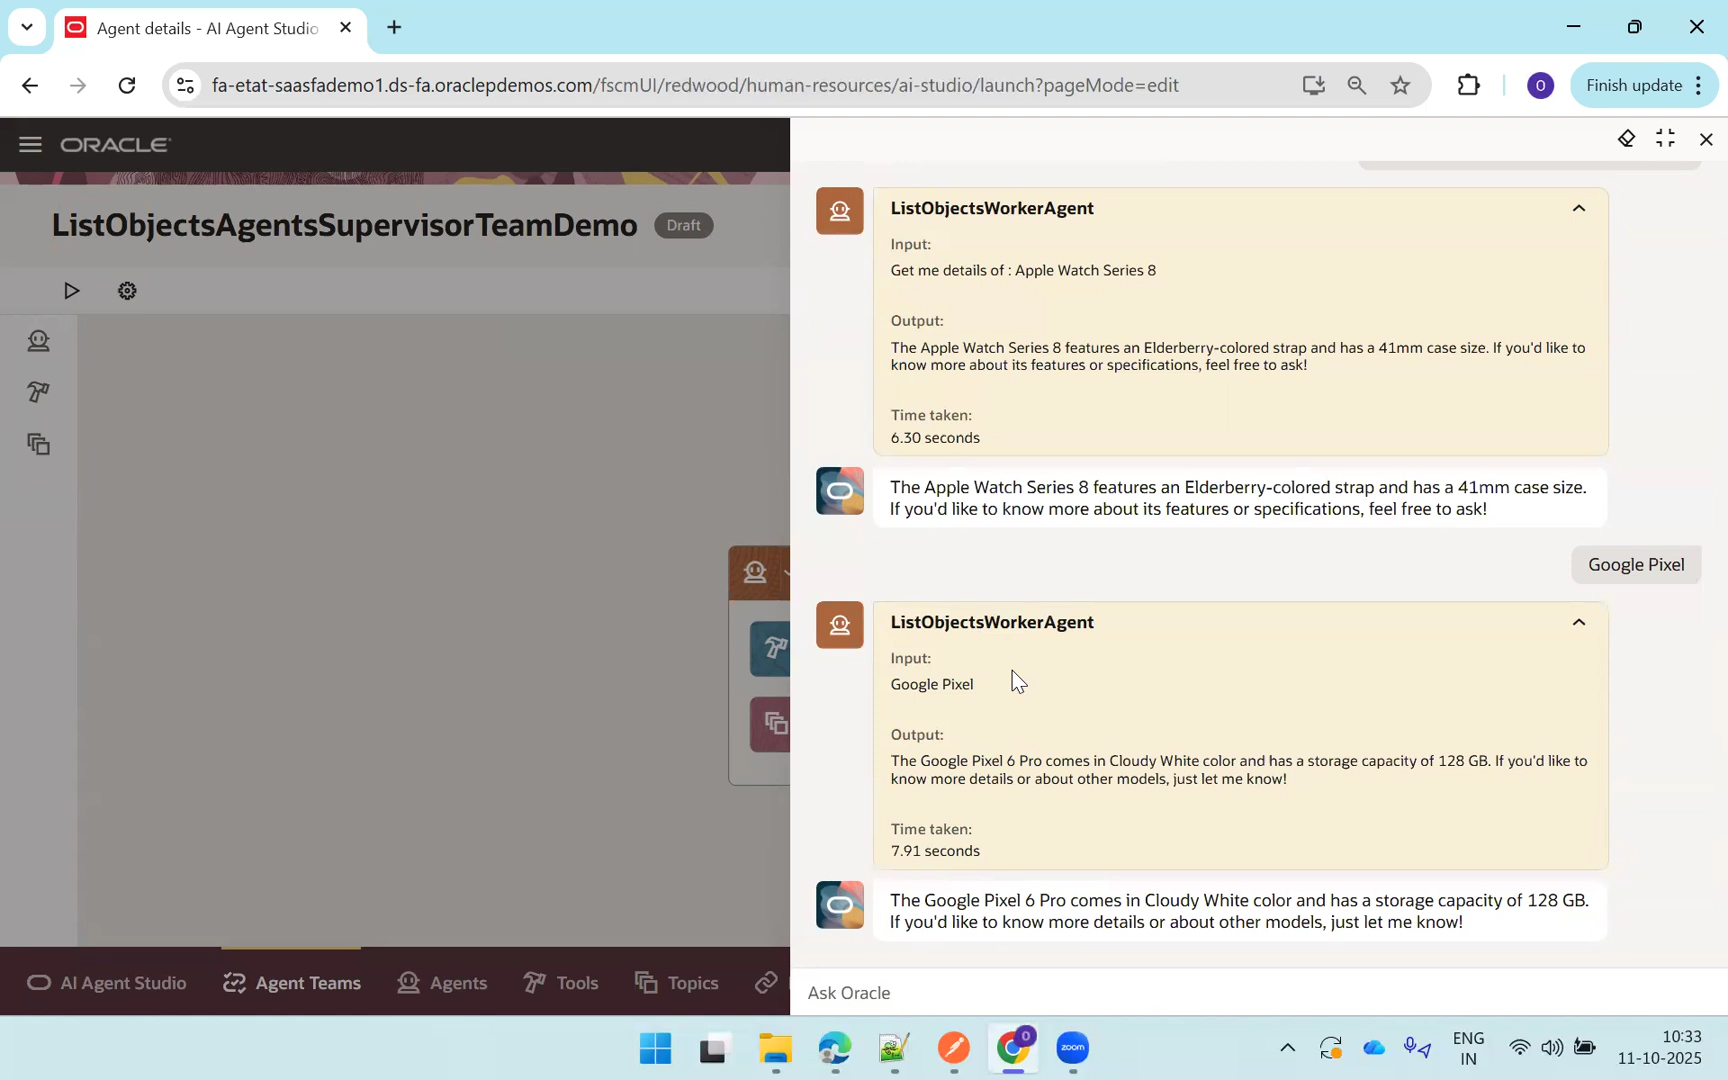 Agent details - AI Agent Studio
fa-etat-saasfademo1.ds-fa.oraclepdemos.com/fscmUI/redwood/human-resources/ai-studio/launch?pageMode=edit
O
Finish update
ORACLE
ListObjectsAgentsSupervisorTeamDemo
Draft
ListObjectsWorkerAgent
Input:
Get me details of : Apple Watch Series 8
Output:
The Apple Watch Series 8 features an Elderberry-colored strap and has a 41mm case size. If you'd like to
know more about its features or specifications, feel free to ask!
Time taken:
6.30 seconds
The Apple Watch Series 8 features an Elderberry-colored strap and has a 41mm case size.
If you'd like to know more about its features or specifications, feel free to ask!
Google Pixel
ListObjectsWorkerAgent
Input:
Google Pixel
Output:
The Google Pixel 6 Pro comes in Cloudy White color and has a storage capacity of 128 GB. If you'd like to
know more details or about other models, just let me know!
Time taken:
7.91 seconds
The Google Pixel 6 Pro comes in Cloudy White color and has a storage capacity of 128 GB.
If you'd like to know more details or about other models, just let me know!
AI Agent Studio
Agent Teams
Agents
Tools
Topics
Ask Oracle
O
zoom
ENG
IN
10:33
11-10-2025